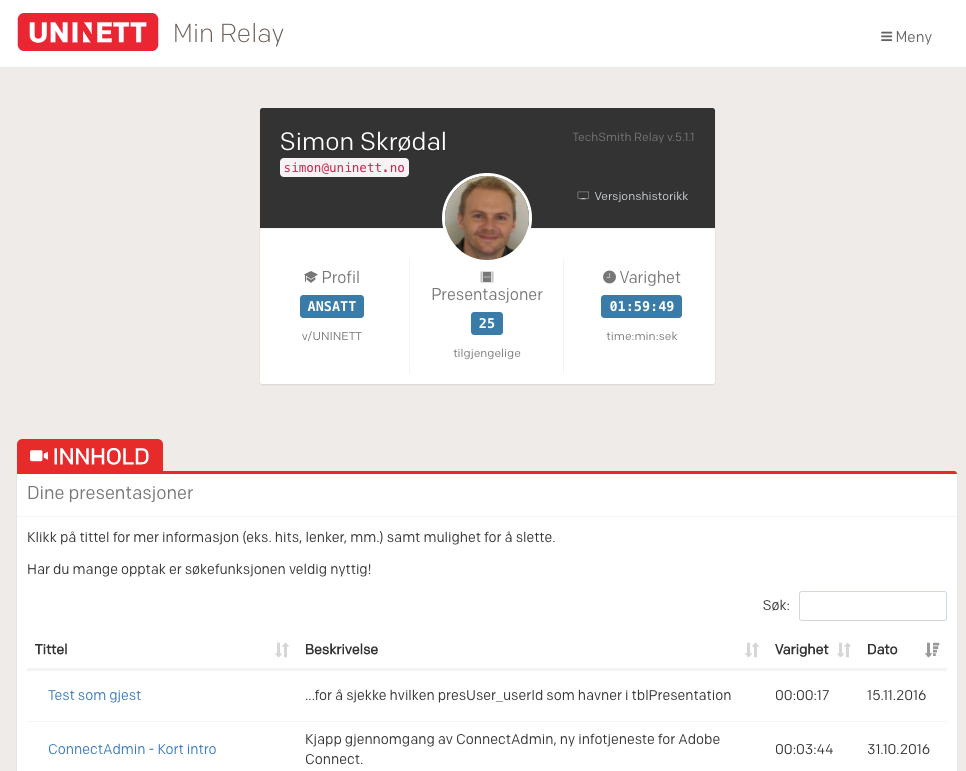 UNINETT Min Relay
Meny
Simon Skrødal
TechSmith Relay v.5.1.1
simon@uninett.no
Versjonshistorikk
Profil
ANSATT
v/UNINETT
Presentasjoner
25
tilgjengelige
Varighet
01:59:49
time:min:sek
INNHOLD
Dine presentasjoner
Klikk på tittel for mer informasjon (eks. hits, lenker, mm.) samt mulighet for å slette.
Har du mange opptak er søkefunksjonen veldig nyttig!
Søk:
Tittel Beskrivelse Varighet Dato
Test som gjest ...for å sjekke hvilken presUser_userId som havner i tblPresentation 00:00:17 15.11.2016
ConnectAdmin - Kort intro Kjapp gjennomgang av ConnectAdmin, ny infotjeneste for Adobe 00:03:44 31.10.2016
Connect.